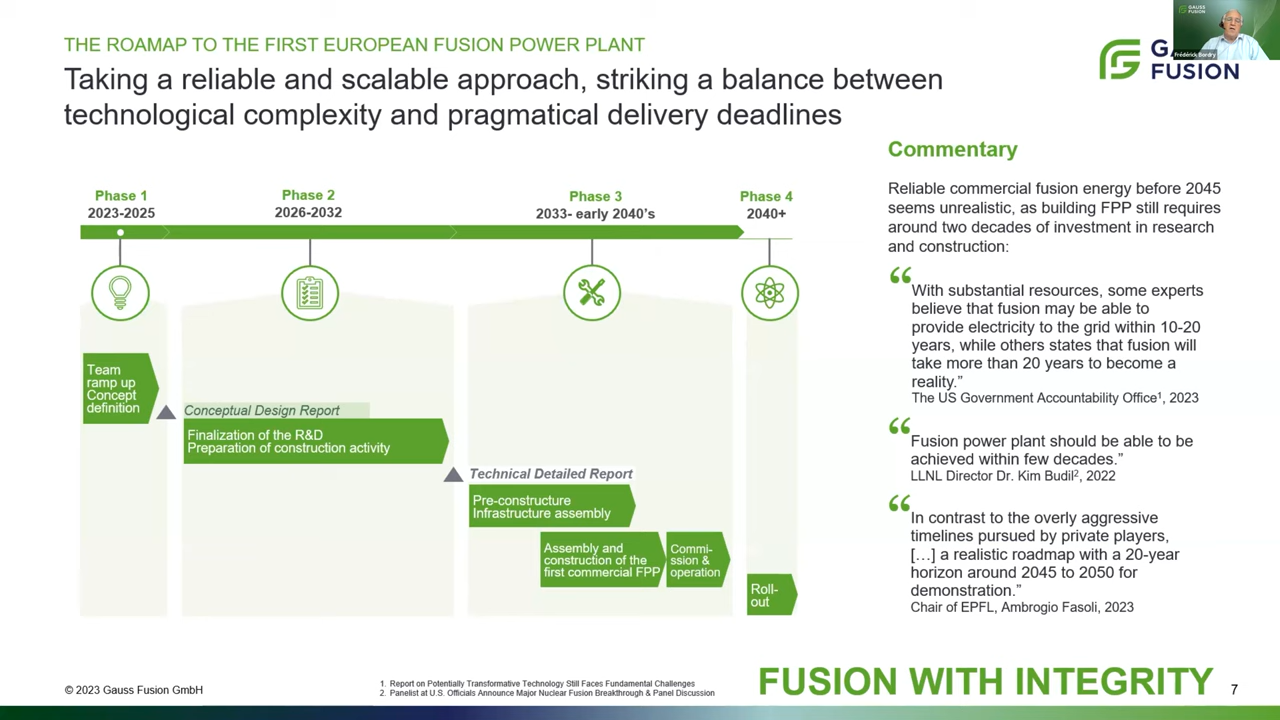 THE ROAMAP TO THE FIRST EUROPEAN FUSION POWER PLANT
Taking a reliable and scalable approach, striking a balance between
technological complexity and pragmatical delivery deadlines
GAUSS
FUSION
Frédérick Bordry
FUSION
Phase 1
2023-2025
Phase 2
2026-2032
Phase 3
2033- early 2040's
Phase 4
2040+
Team
ramp up
Concept
definition
Conceptual Design Report
Finalization of the R&D
Preparation of construction activity
Technical Detailed Report
Pre-constructure
Infrastructure assembly
Assembly and
construction of the
first commercial FPP
Commi-
ssion &
operation
Roll-
out
Commentary
Reliable commercial fusion energy before 2045
seems unrealistic, as building FPP still requires
around two decades of investment in research
and construction:
“
With substantial resources, some experts
believe that fusion may be able to
provide electricity to the grid within 10-20
years, while others states that fusion will
take more than 20 years to become a
reality.”
The US Government Accountability Office¹, 2023
“
Fusion power plant should be able to be
achieved within few decades.”
LLNL Director Dr. Kim Budil², 2022
“
In contrast to the overly aggressive
timelines pursued by private players,
[…] a realistic roadmap with a 20-year
horizon around 2045 to 2050 for
demonstration.”
Chair of EPFL, Ambrogio Fasoli, 2023
© 2023 Gauss Fusion GmbH
1. Report on Potentially Transformative Technology Still Faces Fundamental Challenges
2. Panelist at U.S. Officials Announce Major Nuclear Fusion Breakthrough & Panel Discussion
FUSION WITH INTEGRITY
7